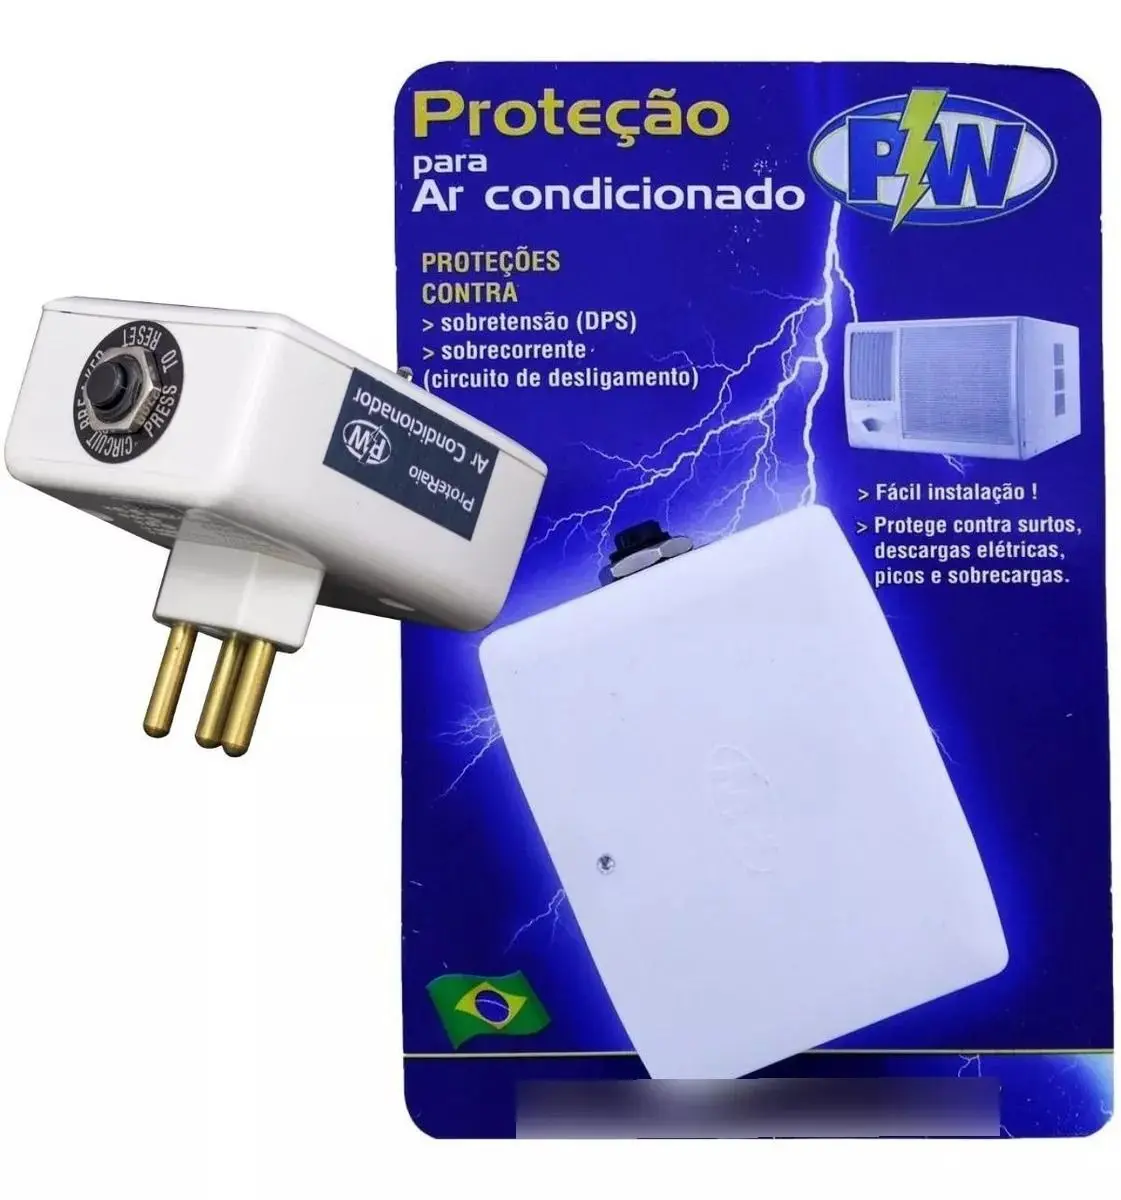 Proteção
para
Ar condicionado
PW
PROTEÇÕES
CONTRA
> sobretensão (DPS)
> sobrecorrente
(circuito de desligamento)
> Fácil instalação !
> Protege contra surtos,
descargas elétricas,
picos e sobrecargas.
CIRCUIT BREAKER
PRESS TO RESET
ProteRaio
PW
Ar Condicionador